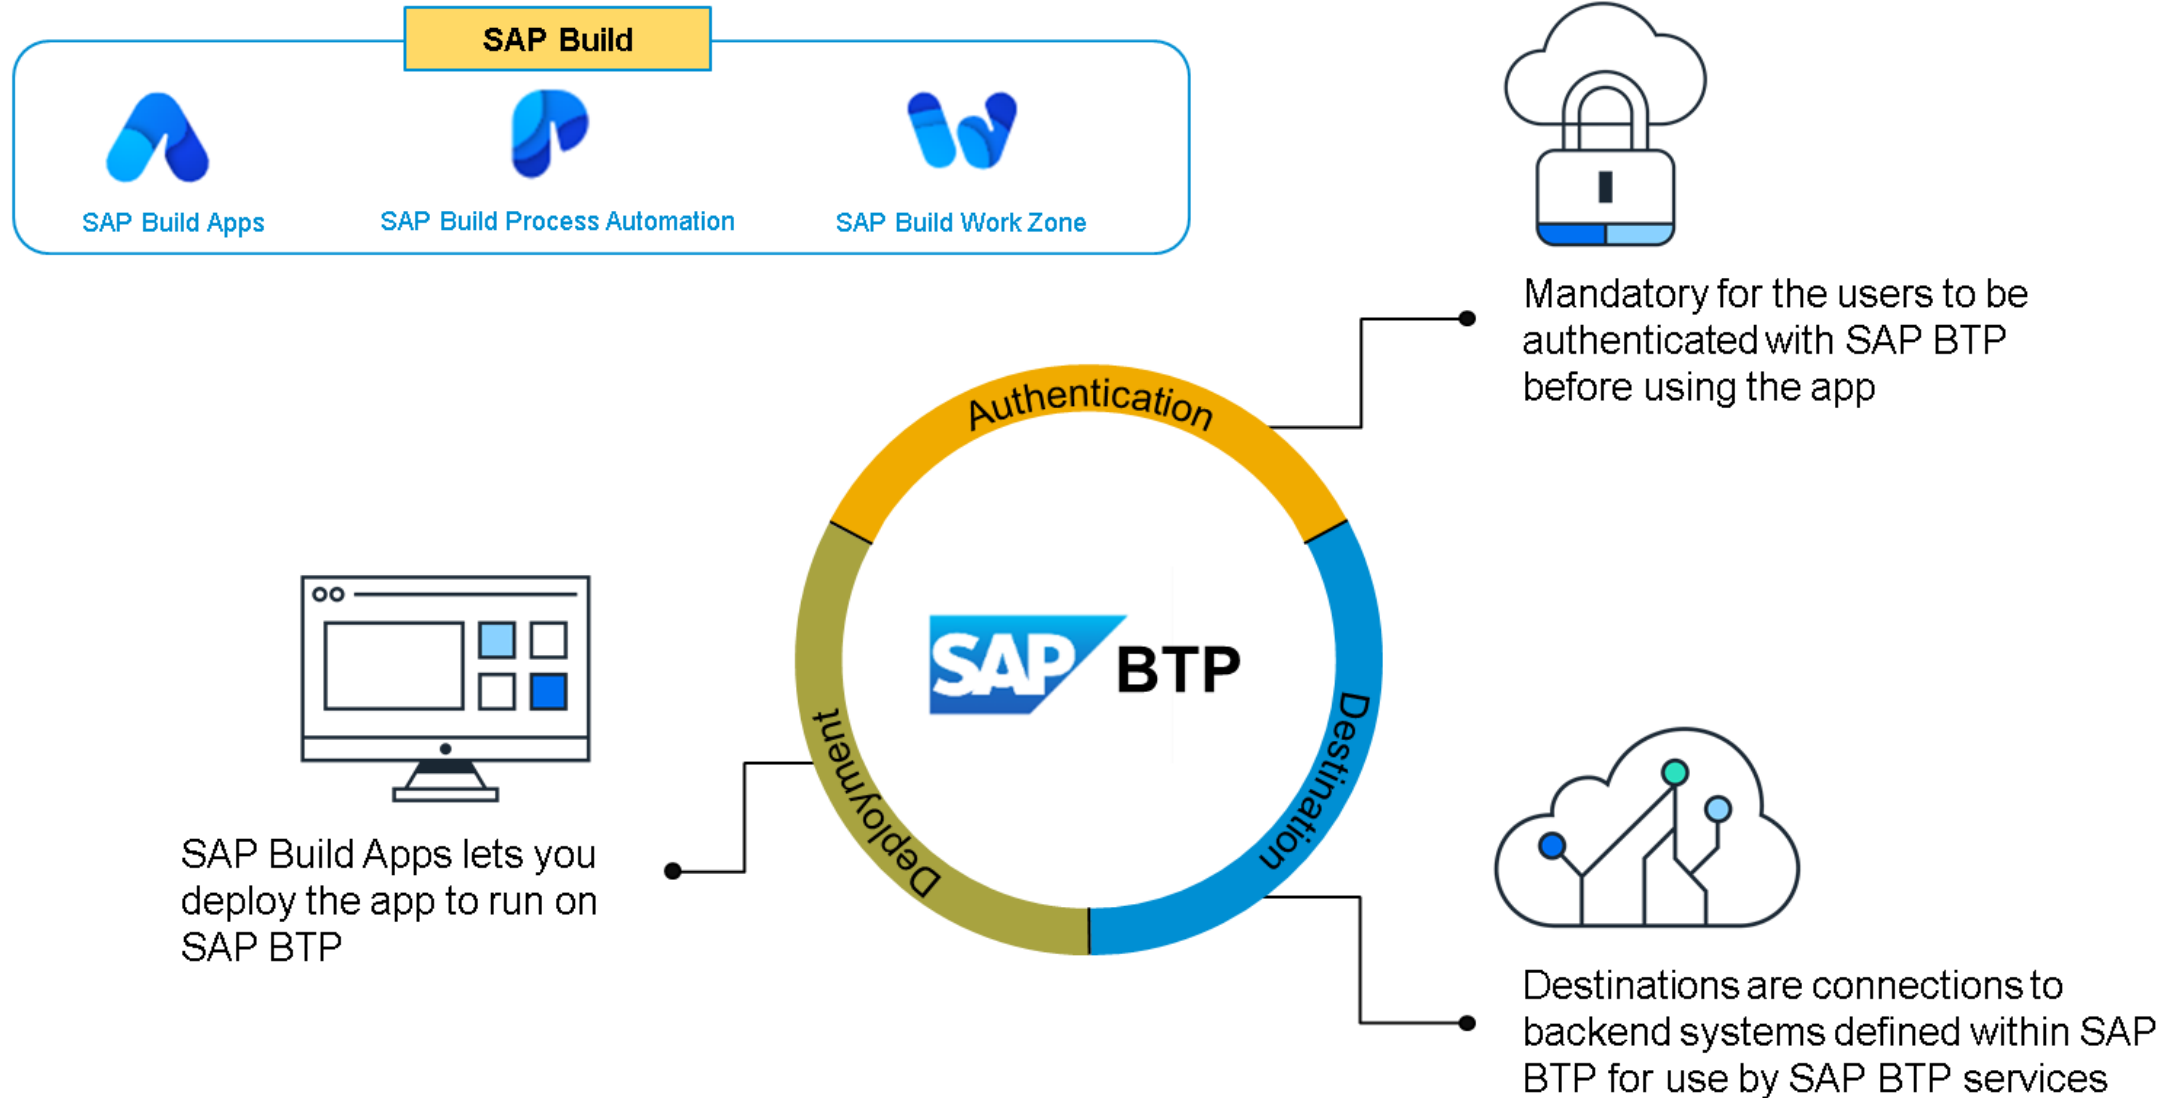 SAP Build
SAP Build Apps
SAP Build Process Automation
SAP Build Work Zone
Mandatory for the users to be
authenticated with SAP BTP
before using the app
Authentication
SAP BTP
Deployment
Destination
SAP Build Apps lets you
deploy the app to run on
SAP BTP
Destinations are connections to
backend systems defined within SAP
BTP for use by SAP BTP services